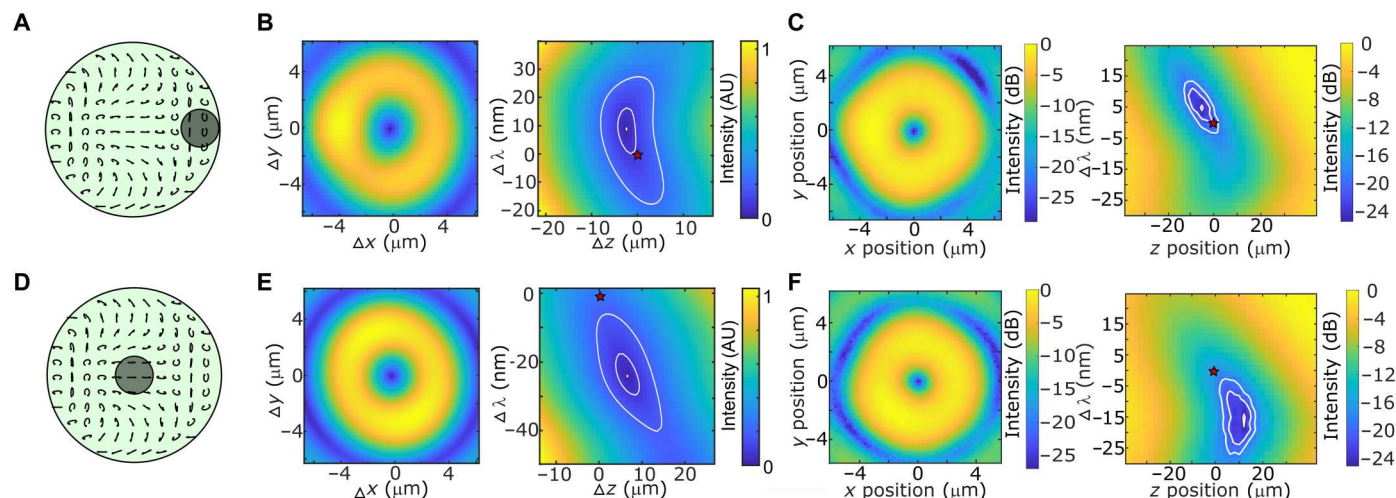 A
B
4
0
−4
Δy (μm)
−4 0 4
Δx (μm)
30
20
10
0
−10
−20
Δλ (nm)
−20 −10 0 10
Δz (μm)
1
0
Intensity (AU)
C
4
0
−4
y position (μm)
−4 0 4
x position (μm)
0
−5
−10
−15
−20
−25
Intensity (dB)
15
5
−5
−15
−25
Δλ (nm)
−20 0 20
z position (μm)
0
−4
−8
−12
−16
−20
−24
Intensity (dB)
D
E
4
0
−4
Δy (μm)
−4 0 4
Δx (μm)
0
−20
−40
Δλ (nm)
−10 0 10 20
Δz (μm)
1
0
Intensity (AU)
F
4
0
−4
y position (μm)
−4 0 4
x position (μm)
0
−5
−10
−15
−20
−25
Intensity (dB)
15
5
−5
−15
−25
Δλ (nm)
−20 0 20
z position (μm)
0
−4
−8
−12
−16
−20
−24
Intensity (dB)